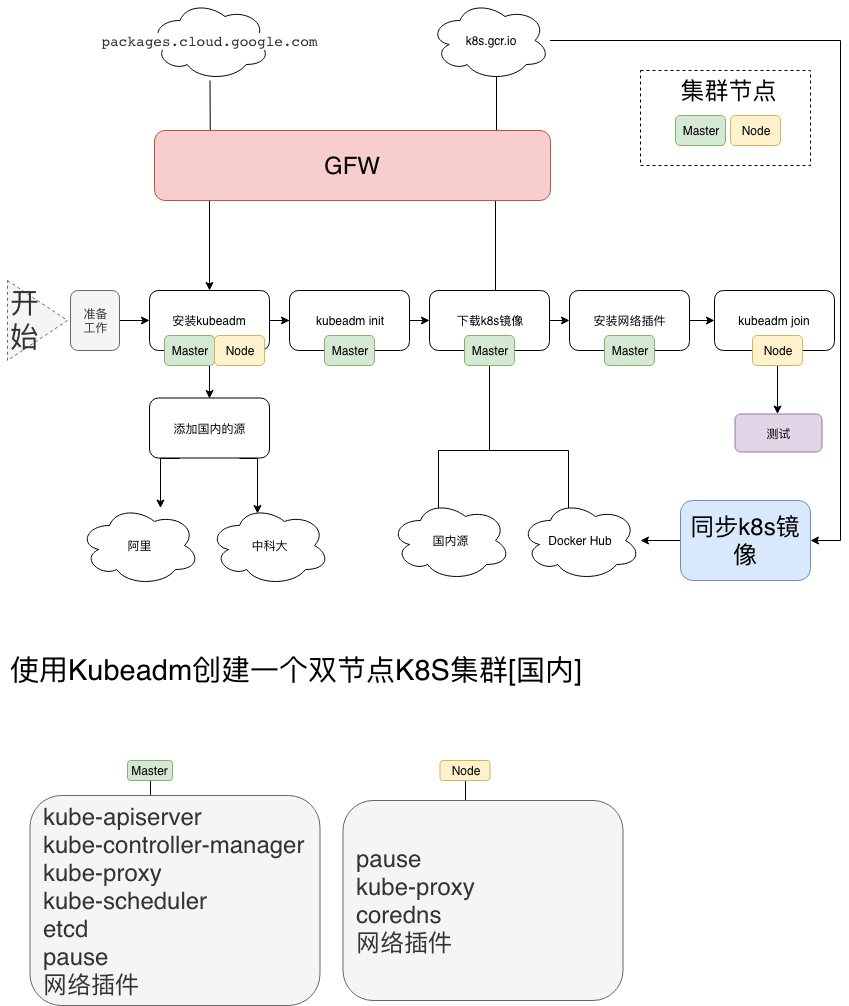 packages.cloud.google.com
k8s.gcr.io
集群节点
Master
Node
GFW
开
始
准备
工作
安装kubeadm
Master
Node
kubeadm init
Master
下载k8s镜像
Master
安装网络插件
Master
kubeadm join
Node
添加国内的源
测试
阿里
中科大
国内源
Docker Hub
同步k8s镜
像
使用Kubeadm创建一个双节点K8S集群[国内]
Master
kube-apiserver
kube-controller-manager
kube-proxy
kube-scheduler
etcd
pause
网络插件
Node
pause
kube-proxy
coredns
网络插件